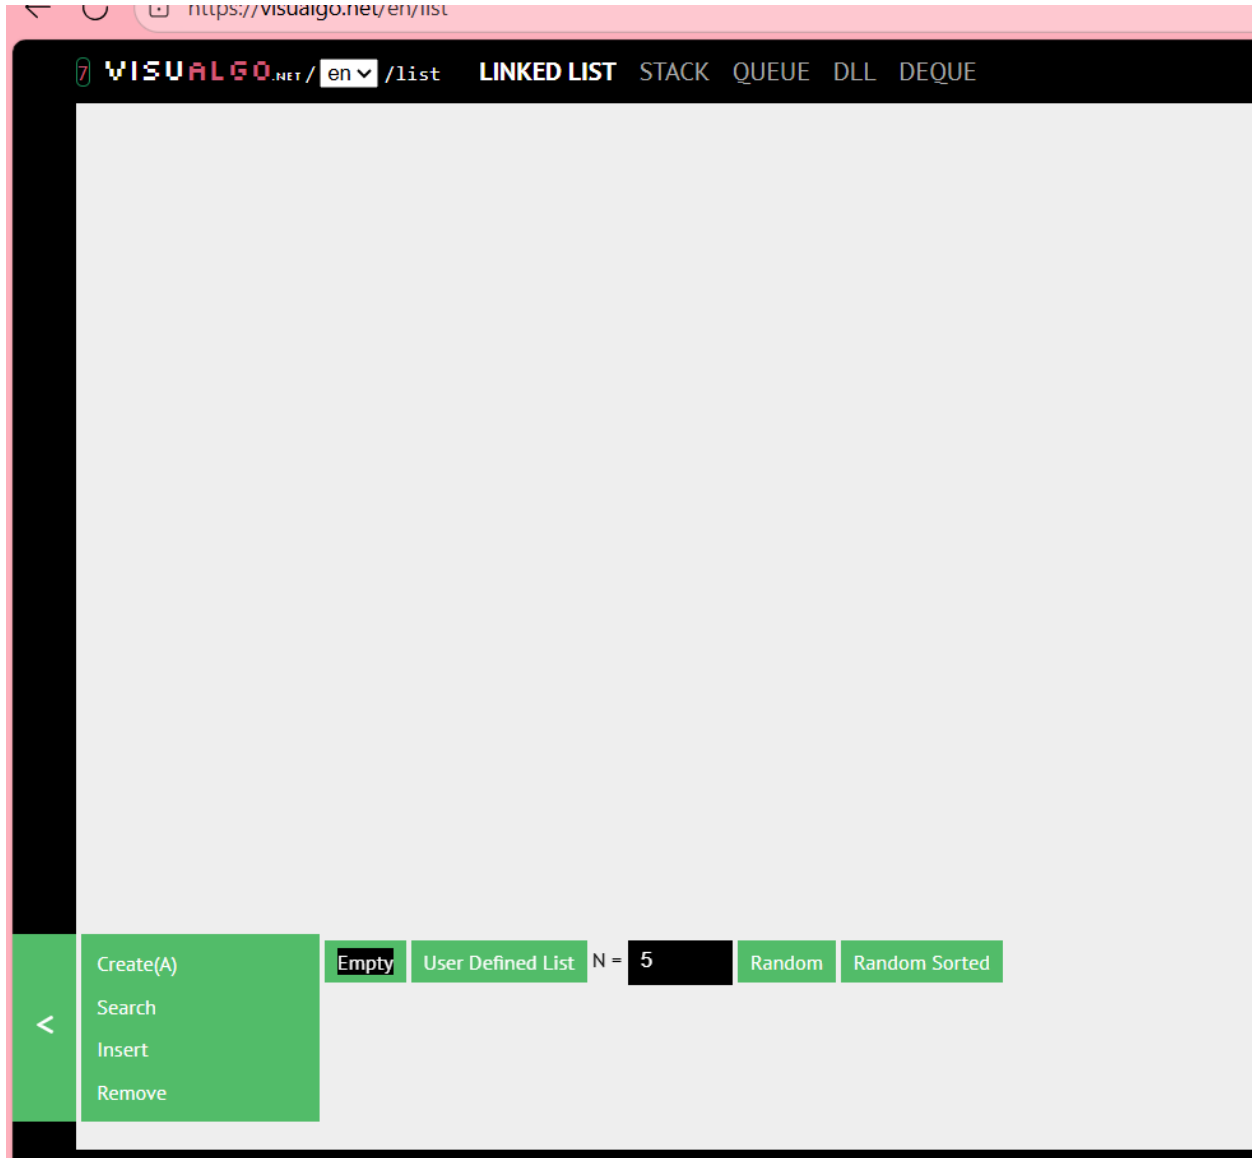 https://visualgo.net/en/list
7 VISUALGO.NET/ en /list LINKED LIST STACK QUEUE DLL DEQUE
Create(A) Empty User Defined List N = 5 Random Random Sorted
Search
<
Insert
Remove